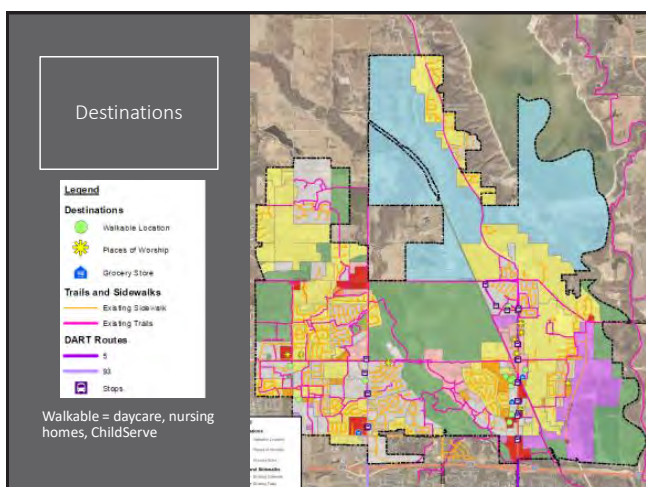 Destinations
Legend
Destinations
Walkable Location
Places of Worship
Grocery Store
Trails and Sidewalks
Existing Sidewalk
Existing Trails
DART Routes
5
93
Stops
Walkable = daycare, nursing
homes, ChildServe